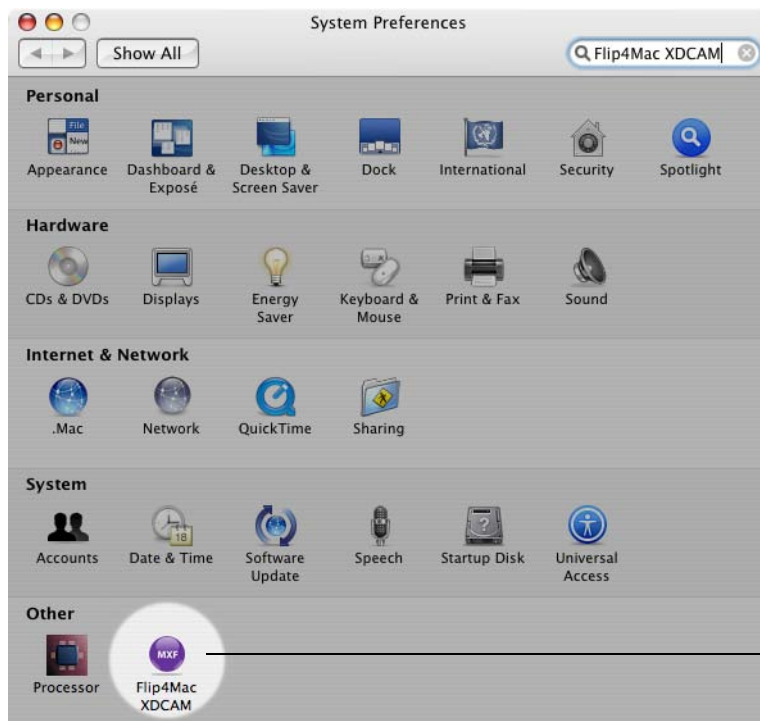 System Preferences
Show All
Flip4Mac XDCAM
Personal
File
New
Appearance
Dashboard &
Exposé
Desktop &
Screen Saver
Dock
International
Security
Spotlight
Hardware
CDs & DVDs
Displays
Energy
Saver
Keyboard &
Mouse
Print & Fax
Sound
Internet & Network
.Mac
Network
QuickTime
Sharing
System
18
?
Accounts
Date & Time
Software
Update
Speech
Startup Disk
Universal
Access
Other
MXF
Processor
Flip4Mac
XDCAM